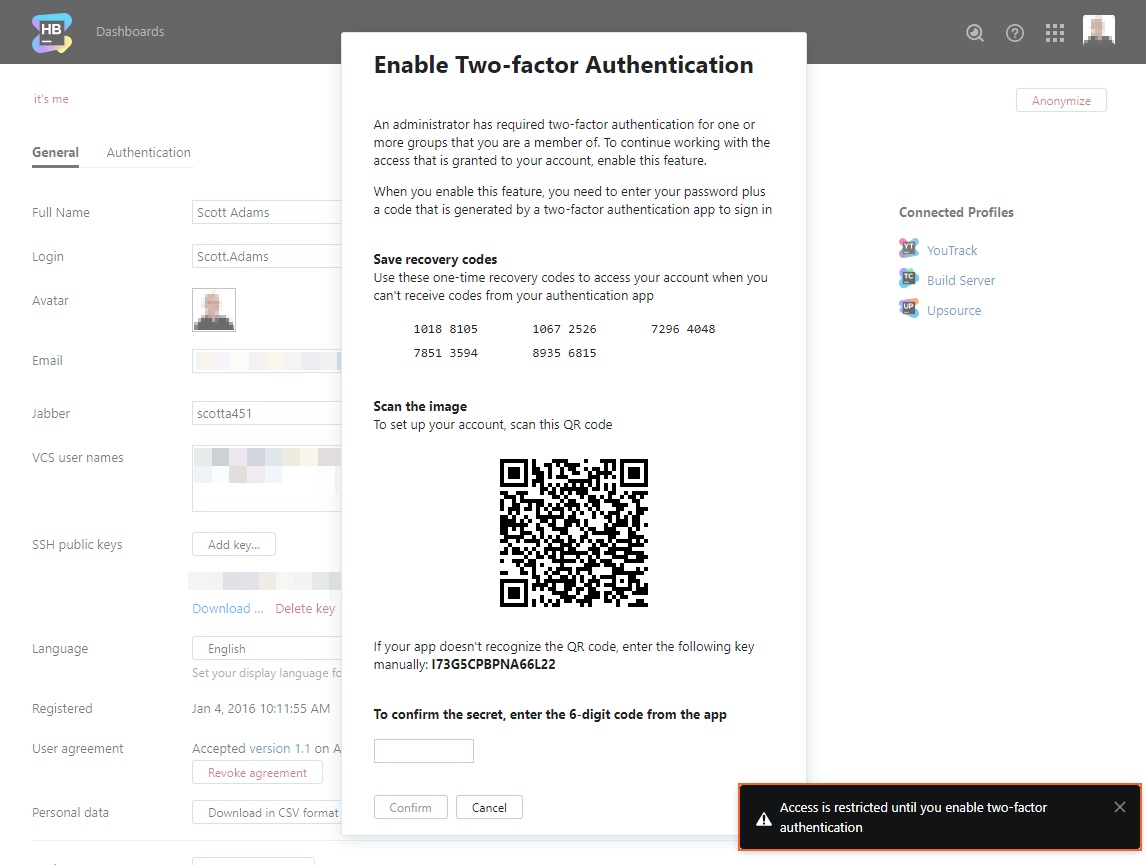 HB
Dashboards
it's me
Anonymize
General
Authentication
Full Name
Scott Adams
Login
Scott.Adams
Avatar
Email
Jabber
scotta451
VCS user names
SSH public keys
Add key...
Download ...
Delete key
Language
English
Set your display language fo
Registered
Jan 4, 2016 10:11:55 AM
User agreement
Accepted version 1.1 on A
Revoke agreement
Personal data
Download in CSV format
Enable Two-factor Authentication
An administrator has required two-factor authentication for one or
more groups that you are a member of. To continue working with the
access that is granted to your account, enable this feature.
When you enable this feature, you need to enter your password plus
a code that is generated by a two-factor authentication app to sign in
Save recovery codes
Use these one-time recovery codes to access your account when you
can't receive codes from your authentication app
1018 8105 1067 2526 7296 4048
7851 3594 8935 6815
Scan the image
To set up your account, scan this QR code
If your app doesn't recognize the QR code, enter the following key
manually: I73G5CPBPNA66L22
To confirm the secret, enter the 6-digit code from the app
Confirm
Cancel
Connected Profiles
YT
YouTrack
TC
Build Server
UP
Upsource
Access is restricted until you enable two-factor
authentication